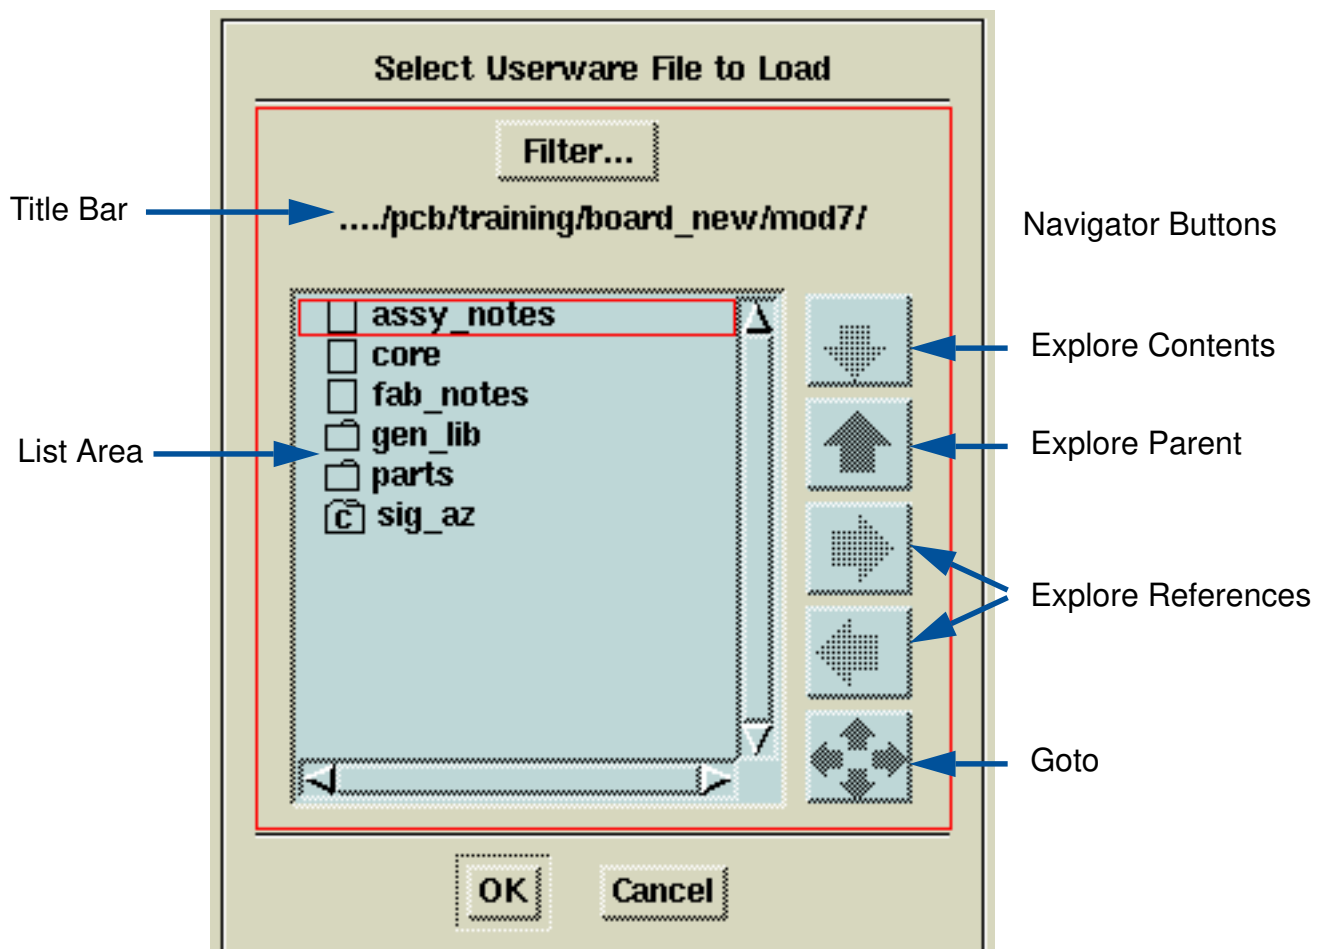 Select Userware File to Load
Filter...
Title Bar
..../pcb/training/board_new/mod7/
Navigator Buttons
assy_notes
core
fab_notes
gen_lib
parts
c sig_az
List Area
Explore Contents
Explore Parent
Explore References
Goto
OK
Cancel